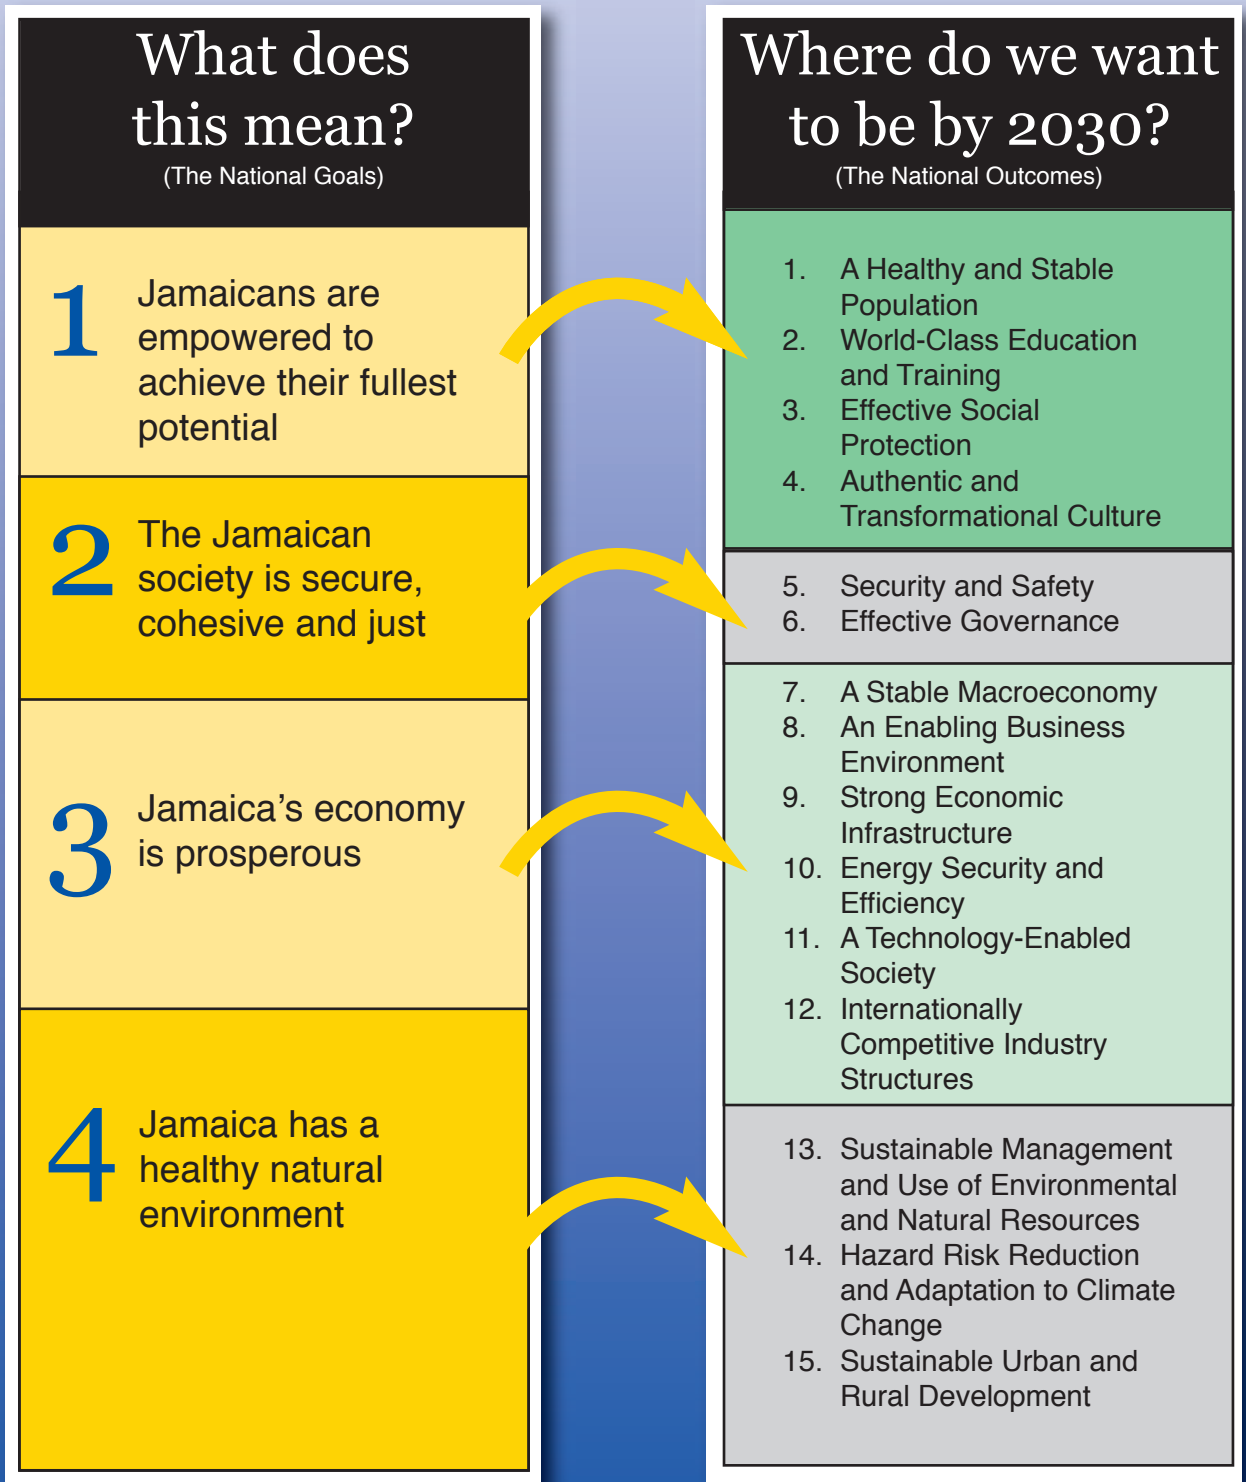 What does
this mean?
(The National Goals)
1
Jamaicans are
empowered to
achieve their fullest
potential
2
The Jamaican
society is secure,
cohesive and just
3
Jamaica’s economy
is prosperous
4
Jamaica has a
healthy natural
environment
Where do we want
to be by 2030?
(The National Outcomes)
1. A Healthy and Stable
Population
2. World-Class Education
and Training
3. Effective Social
Protection
4. Authentic and
Transformational Culture
5. Security and Safety
6. Effective Governance
7. A Stable Macroeconomy
8. An Enabling Business
Environment
9. Strong Economic
Infrastructure
10. Energy Security and
Efficiency
11. A Technology-Enabled
Society
12. Internationally
Competitive Industry
Structures
13. Sustainable Management
and Use of Environmental
and Natural Resources
14. Hazard Risk Reduction
and Adaptation to Climate
Change
15. Sustainable Urban and
Rural Development